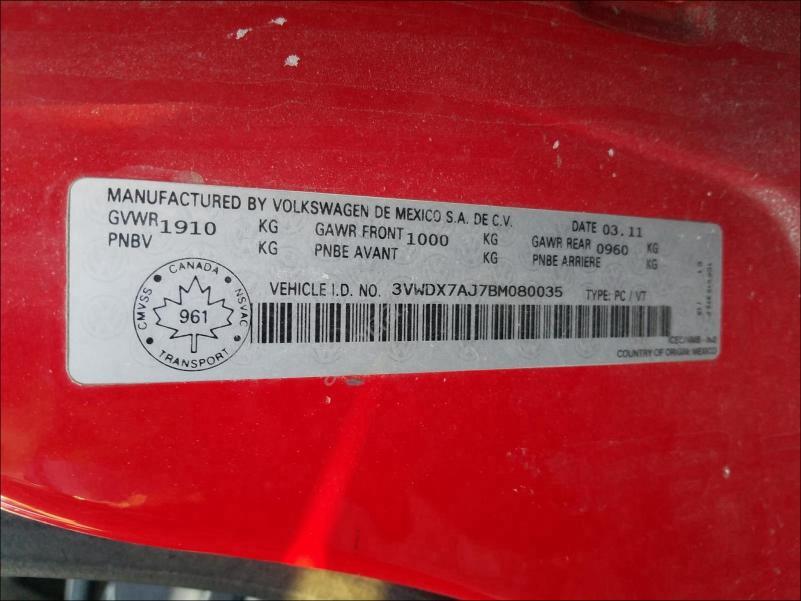 MANUFACTURED BY VOLKSWAGEN DE MEXICO S.A. DE C.V. DATE 03.11
GVWR 1910 KG GAWR FRONT 1000 KG GAWR REAR 0960 KG
PNBV KG PNBE AVANT KG PNBE ARRIERE KG
VEHICLE I.D. NO. 3VWDX7AJ7BM080035 TYPE: PC / VT
CANADA
CMVSS 961 NSVAC
TRANSPORT
COUNTRY OF ORIGIN: MEXICO